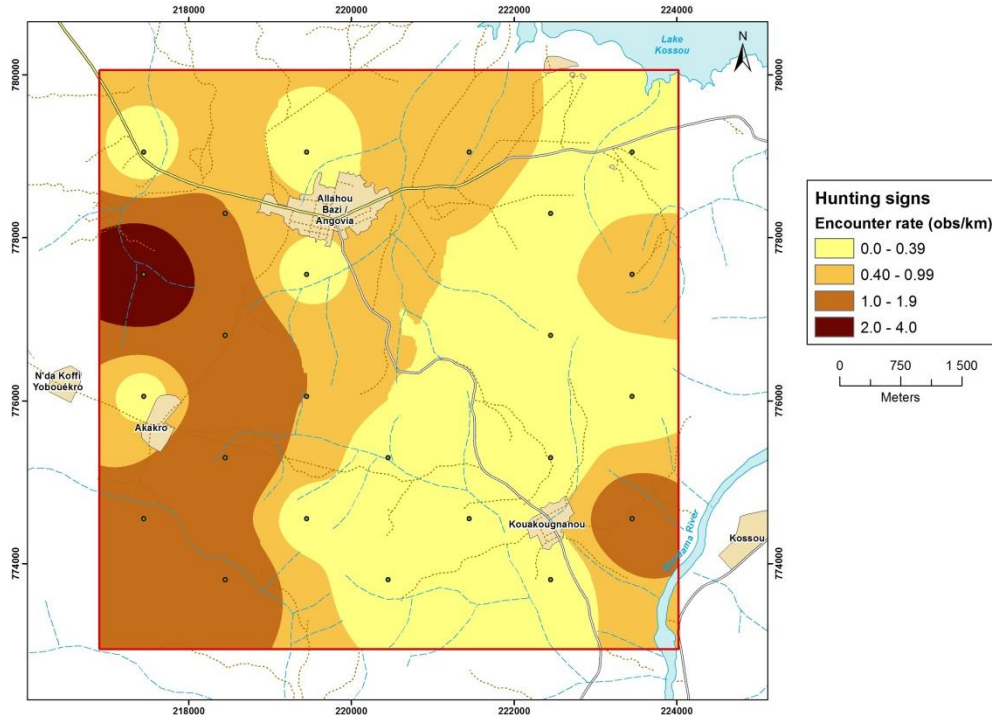 218000
220000
222000
224000
Lake
Kossou
N
780000
780000
Allahou
Bazi /
Angovia
778000
778000
Hunting signs
Encounter rate (obs/km)
0.0 - 0.39
0.40 - 0.99
1.0 - 1.9
2.0 - 4.0
0
750
1 500
Meters
N'da Koffi
Yobouékro
776000
776000
Akakro
Kouakougnanou
River
Kossou
774000
774000
218000
220000
222000
224000